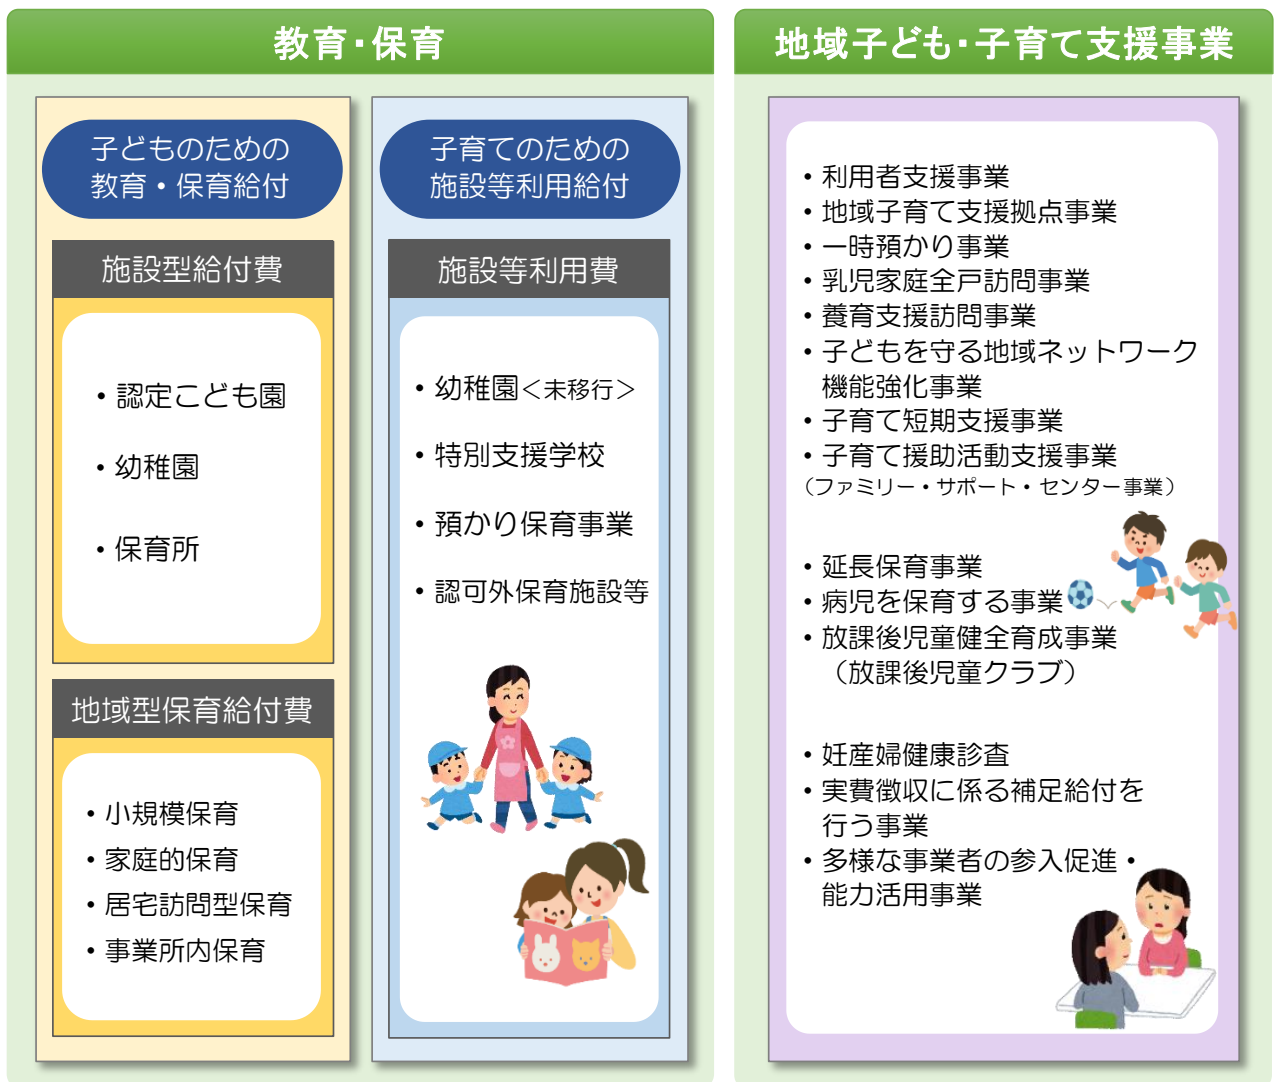 教育・保育
子どものための
教育・保育給付
施設型給付費
・認定こども園
・幼稚園
・保育所
地域型保育給付費
・小規模保育
・家庭的保育
・居宅訪問型保育
・事業所内保育
子育てのための
施設等利用給付
施設等利用費
・幼稚園＜未移行＞
・特別支援学校
・預かり保育事業
・認可外保育施設等
地域子ども・子育て支援事業
・利用者支援事業
・地域子育て支援拠点事業
・一時預かり事業
・乳児家庭全戸訪問事業
・養育支援訪問事業
・子どもを守る地域ネットワーク
機能強化事業
・子育て短期支援事業
・子育て援助活動支援事業
（ファミリー・サポート・センター事業）
・延長保育事業
・病児を保育する事業
・放課後児童健全育成事業
（放課後児童クラブ）
・妊産婦健康診査
・実費徴収に係る補足給付を
行う事業
・多様な事業者の参入促進・
能力活用事業